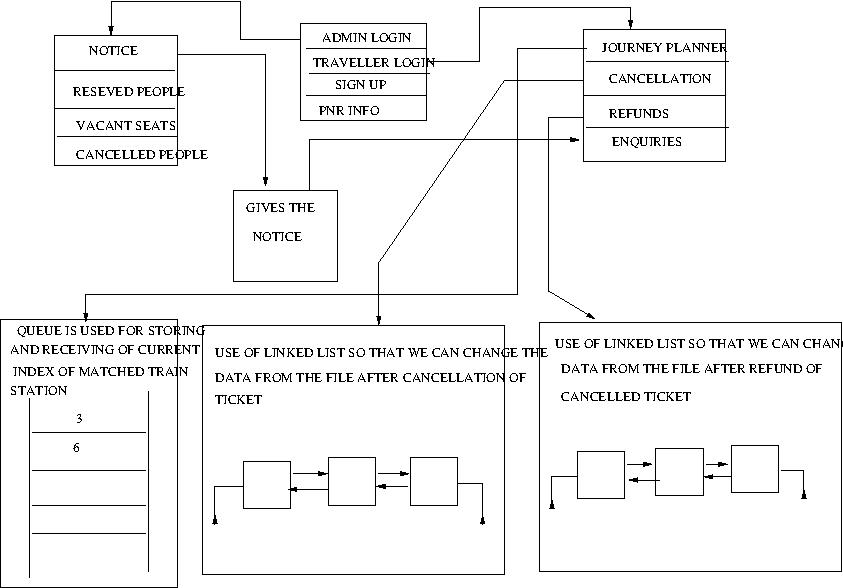 NOTICE
RESEVED PEOPLE
VACANT SEATS
CANCELLED PEOPLE
ADMIN LOGIN
TRAVELLER LOGIN
SIGN UP
PNR INFO
JOURNEY PLANNER
CANCELLATION
REFUNDS
ENQUIRIES
GIVES THE
NOTICE
QUEUE IS USED FOR STORING
AND RECEIVING OF CURRENT
INDEX OF MATCHED TRAIN
STATION
3
6
USE OF LINKED LIST SO THAT WE CAN CHANGE THE
DATA FROM THE FILE AFTER CANCELLATION OF
TICKET
USE OF LINKED LIST SO THAT WE CAN CHAN
DATA FROM THE FILE AFTER REFUND OF
CANCELLED TICKET